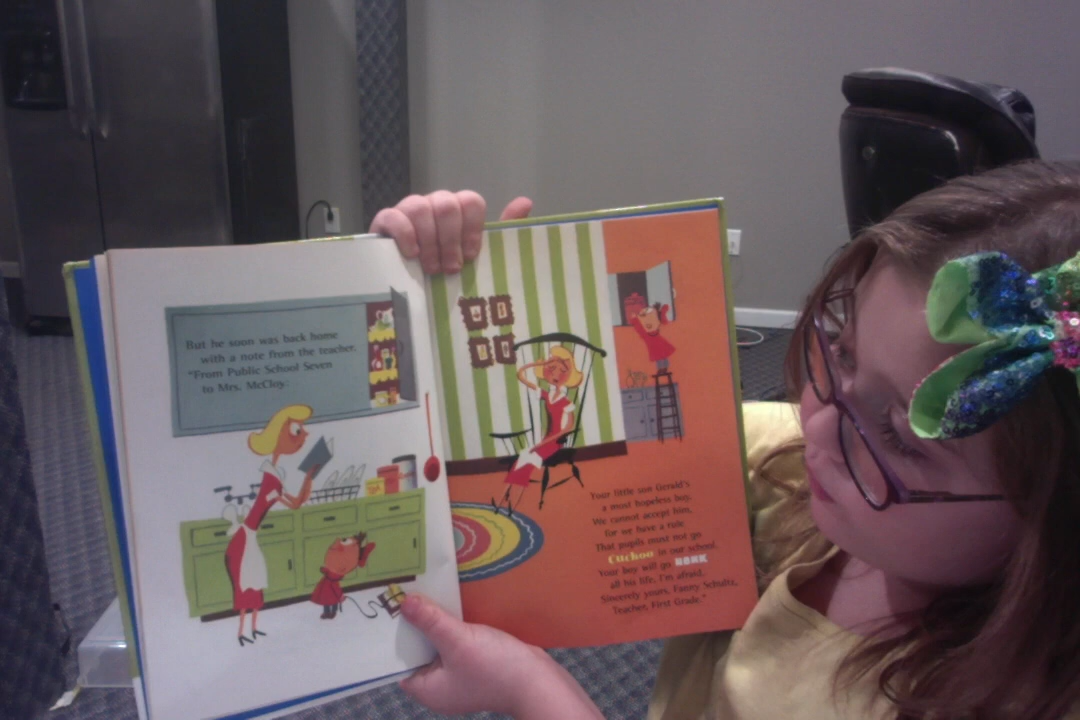 But he soon was back home
with a note from the teacher.
"From Public School Seven
to Mrs. McCloy:
Your little son Gerald's
a most hopeless boy.
We cannot accept him,
for we have a rule
That pupils must not go
Cuckoo in our school.
Your boy will go HONK
all his life, I'm afraid.
Sincerely yours, Fanny Schultz,
Teacher, First Grade."